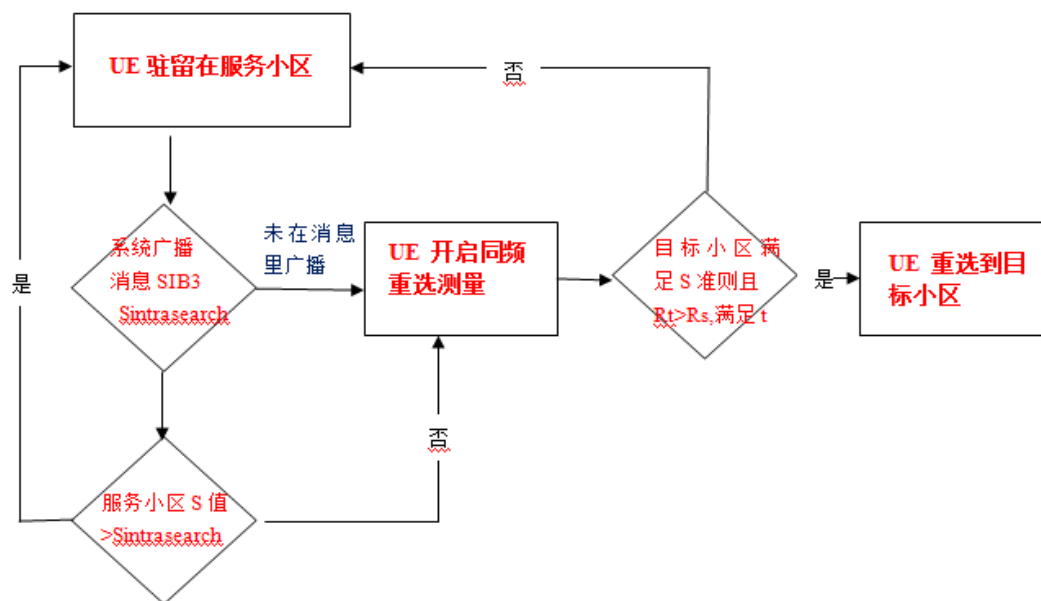 UE 驻留在服务小区
否
系统广播
消息 SIB3
Sintrasearch
未在消息
里广播
UE 开启同频
重选测量
目标小区满
足 S 准则且
Rt>Rs,满足 t
是
UE 重选到目
标小区
是
否
服务小区 S 值
>Sintrasearch